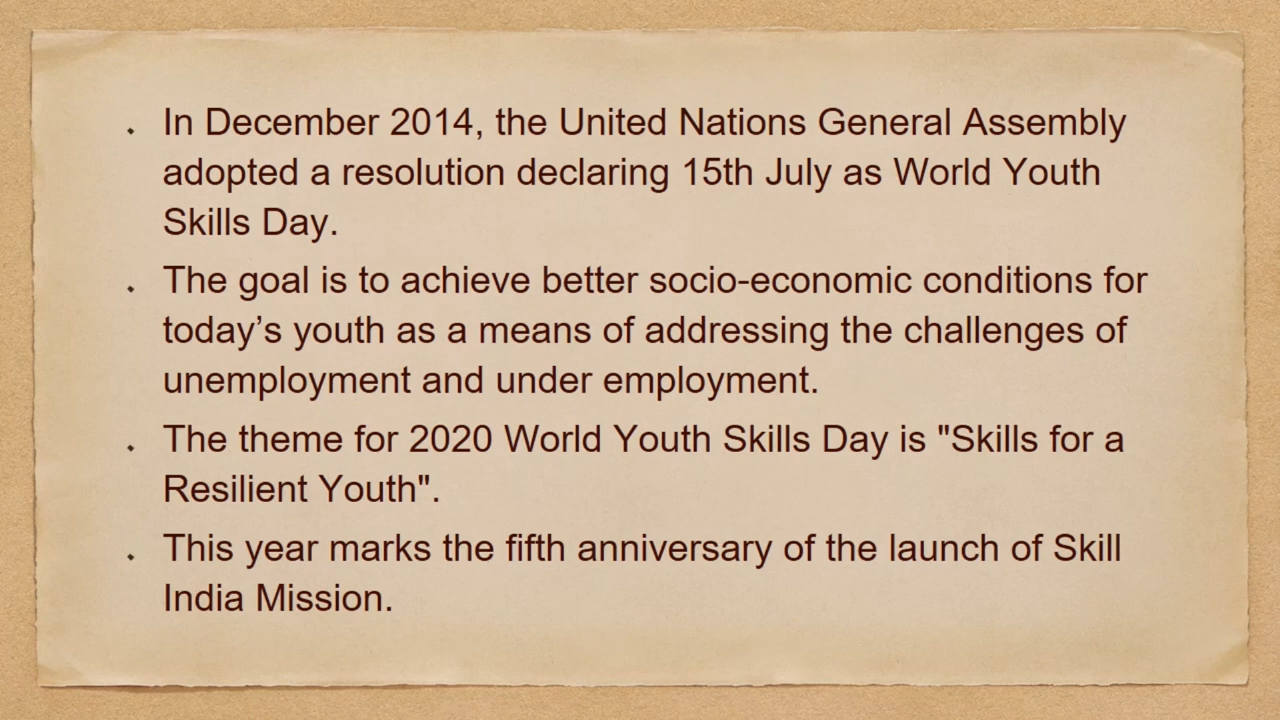 In December 2014, the United Nations General Assembly
adopted a resolution declaring 15th July as World Youth
Skills Day.
The goal is to achieve better socio-economic conditions for
today’s youth as a means of addressing the challenges of
unemployment and under employment.
The theme for 2020 World Youth Skills Day is "Skills for a
Resilient Youth".
This year marks the fifth anniversary of the launch of Skill
India Mission.